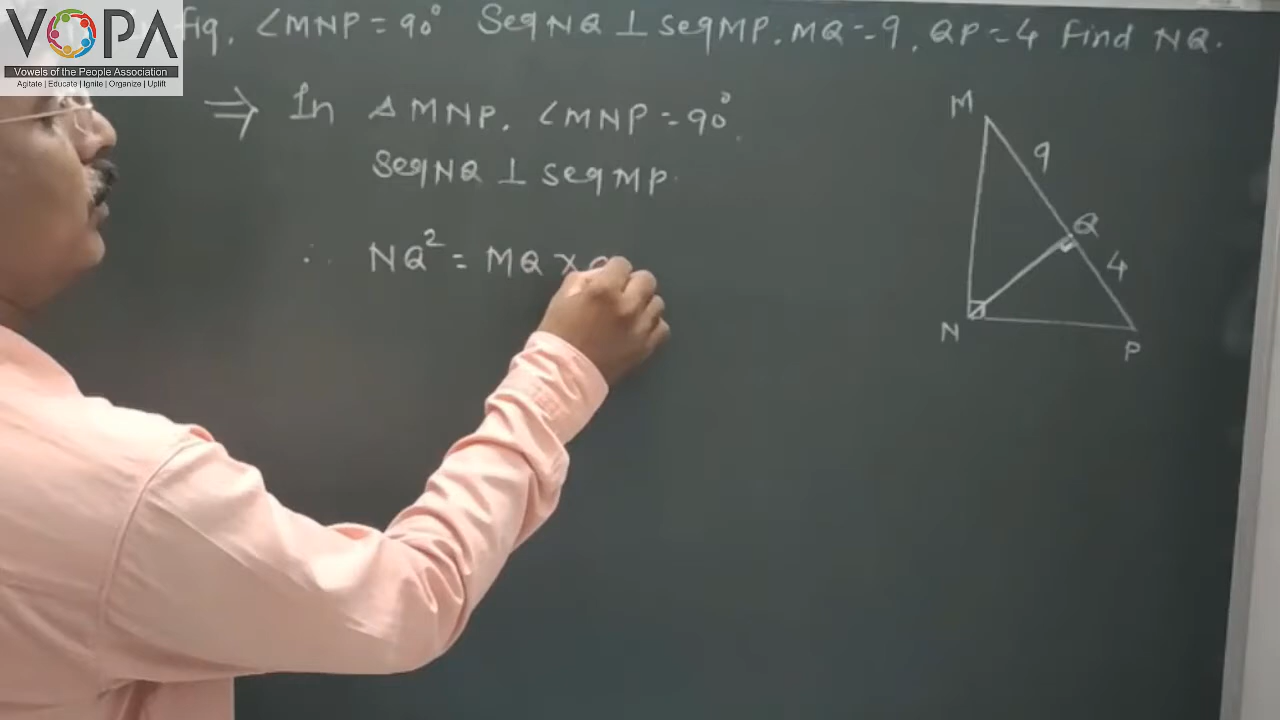 VOPA
Vowels of the People Association
Agitate | Educate | Ignite | Organize | Uplift
fig, ∠MNP = 90° seg NQ ⊥ seg MP. MQ = 9, QP = 4 Find NQ.
⇒ In △MNP, ∠MNP = 90°.
seg NQ ⊥ seg MP.
∴ NQ² = MQ ×
M
9
Q
4
N
P